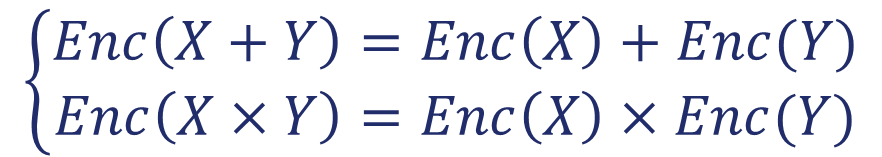 Enc(X + Y) = Enc(X) + Enc(Y)
Enc(X × Y) = Enc(X) × Enc(Y)